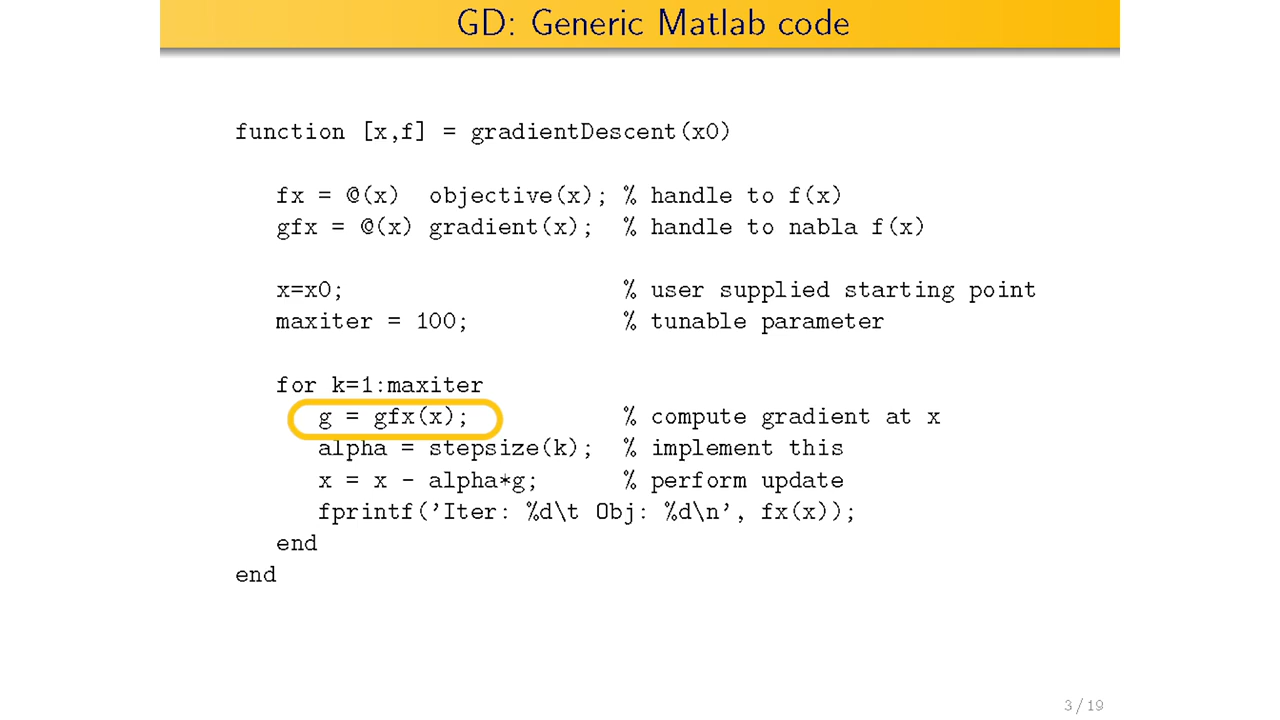 GD: Generic Matlab code
function [x,f] = gradientDescent(x0)
fx = @(x)  objective(x); % handle to f(x)
gfx = @(x) gradient(x);  % handle to nabla f(x)
x=x0;                    % user supplied starting point
maxiter = 100;           % tunable parameter
for k=1:maxiter
g = gfx(x);           % compute gradient at x
alpha = stepsize(k);  % implement this
x = x - alpha*g;      % perform update
fprintf('Iter: %d\t Obj: %d\n', fx(x));
end
end
3 / 19